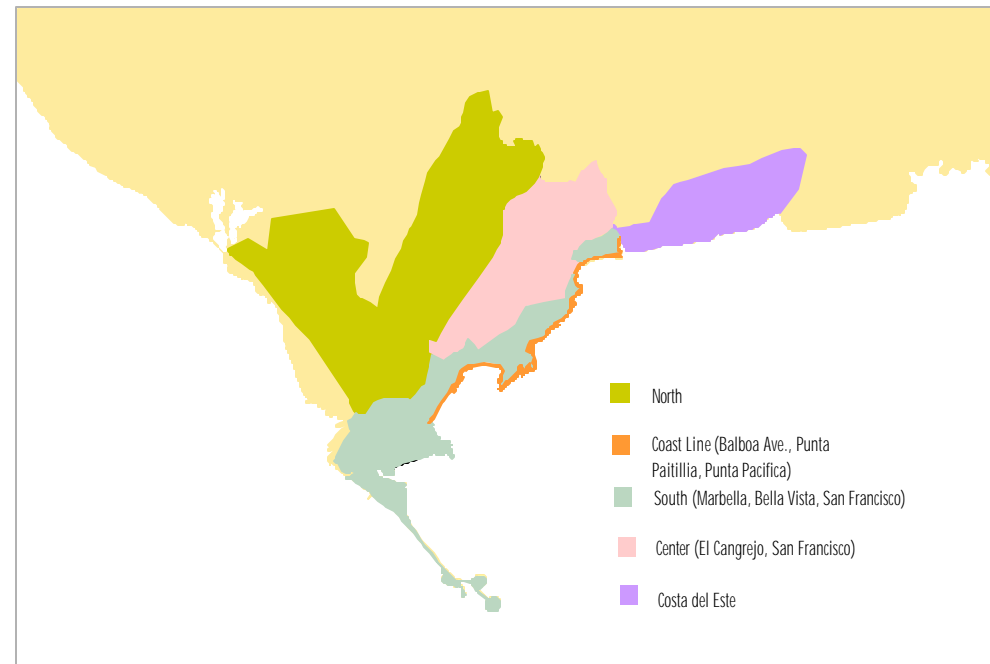 North
Coast Line (Balboa Ave., Punta
Paitillia, Punta Pacifica)
South (Marbella, Bella Vista, San Francisco)
Center (El Cangrejo, San Francisco)
Costa del Este